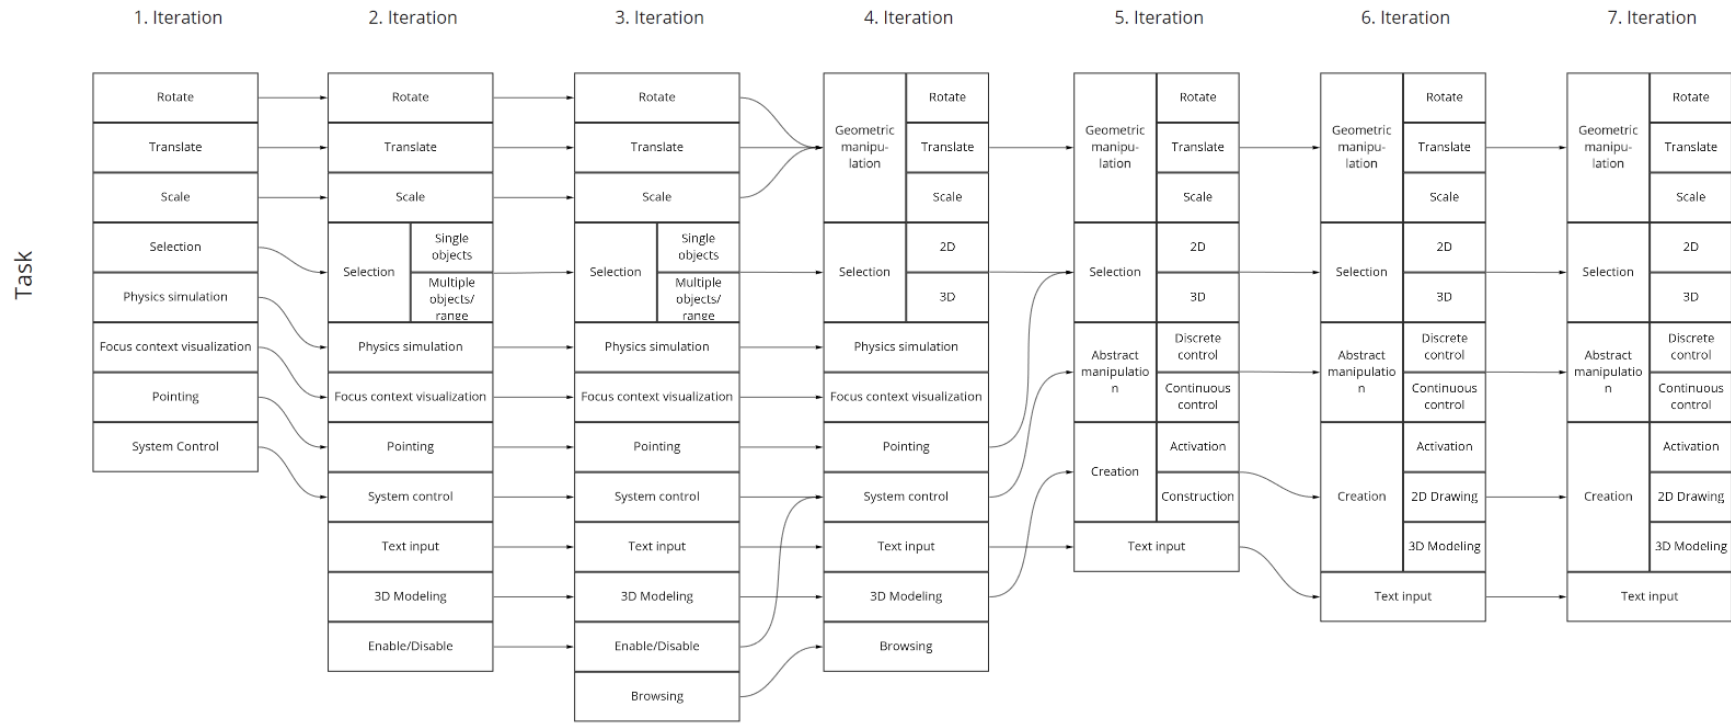 1. Iteration
2. Iteration
3. Iteration
4. Iteration
5. Iteration
6. Iteration
7. Iteration
Task
Rotate
Translate
Scale
Selection
Physics simulation
Focus context visualization
Pointing
System Control
Rotate
Translate
Scale
Selection
Single
objects
Multiple
objects/
range
Physics simulation
Focus context visualization
Pointing
System control
Text input
3D Modeling
Enable/Disable
Rotate
Translate
Scale
Selection
Single
objects
Multiple
objects/
range
Physics simulation
Focus context visualization
Pointing
System control
Text input
3D Modeling
Enable/Disable
Browsing
Geometric
manipu-
lation
Rotate
Translate
Scale
Selection
2D
3D
Physics simulation
Focus context visualization
Pointing
System control
Text input
3D Modeling
Browsing
Geometric
manipu-
lation
Rotate
Translate
Scale
Selection
2D
3D
Abstract
manipulatio
n
Discrete
control
Continuous
control
Creation
Activation
Construction
Text input
Geometric
manipu-
lation
Rotate
Translate
Scale
Selection
2D
3D
Abstract
manipulatio
n
Discrete
control
Continuous
control
Creation
Activation
2D Drawing
3D Modeling
Text input
Geometric
manipu-
lation
Rotate
Translate
Scale
Selection
2D
3D
Abstract
manipulatio
n
Discrete
control
Continuous
control
Creation
Activation
2D Drawing
3D Modeling
Text input